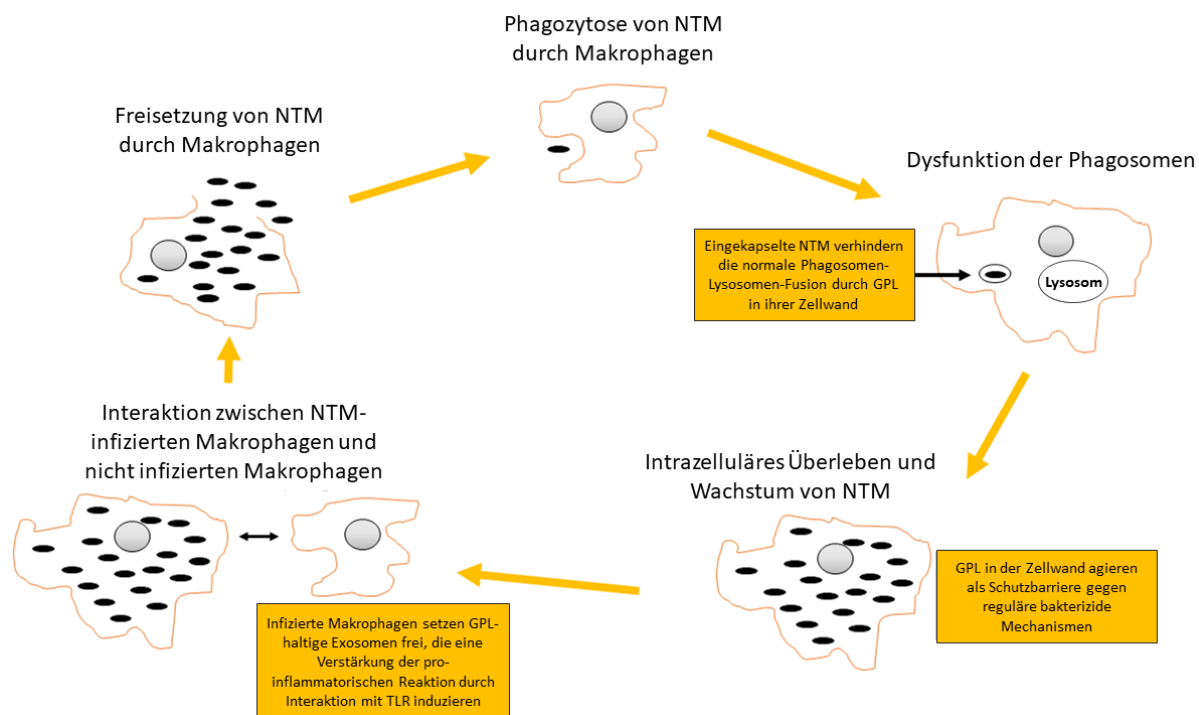 Phagozytose von NTM
durch Makrophagen
Freisetzung von NTM
durch Makrophagen
Dysfunktion der Phagosomen
Eingekapselte NTM verhindern
die normale Phagosomen-
Lysosomen-Fusion durch GPL
in ihrer Zellwand
Lysosom
Interaktion zwischen NTM-
infizierten Makrophagen und
nicht infizierten Makrophagen
Intrazelluläres Überleben und
Wachstum von NTM
GPL in der Zellwand agieren
als Schutzbarriere gegen
reguläre bakterizide
Mechanismen
Infizierte Makrophagen setzen GPL-
haltige Exosomen frei, die eine
Verstärkung der pro-
inflammatorischen Reaktion durch
Interaktion mit TLR induzieren